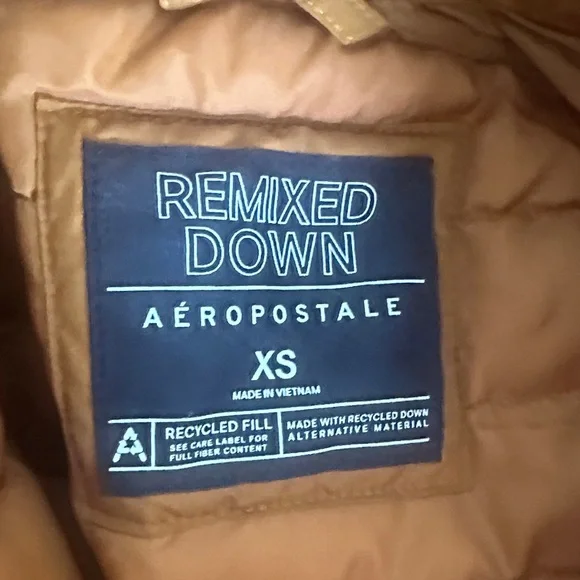 REMIXED
DOWN
AÉROPOSTALE
XS
MADE IN VIETNAM
RECYCLED FILL
SEE CARE LABEL FOR
FULL FIBER CONTENT
MADE WITH RECYCLED DOWN
ALTERNATIVE MATERIAL